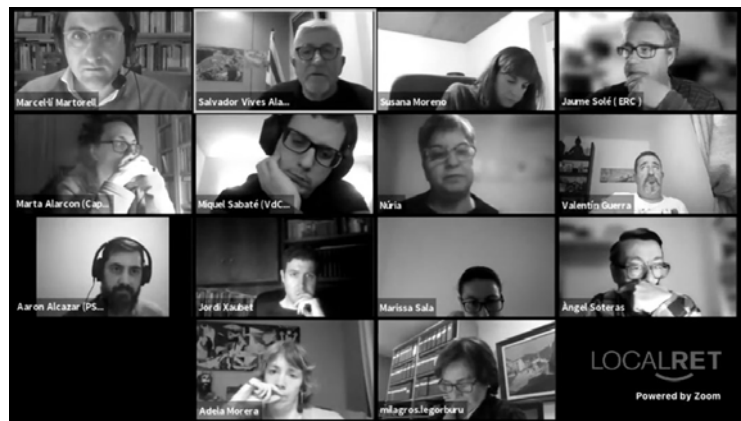 Marcel·lí Martorell
Salvador Vives Ala...
Susana Moreno
Jaume Solé ( ERC )
Marta Alarcon (Cap...
Miquel Sabaté (VdC...
Núria
Valentín Guerra
Aaron Alcazar (PS...
Jordi Xaubet
Marissa Sala
Àngel Soteras
Adela Morera
milagros.legorburu
LOCALRET
Powered by Zoom